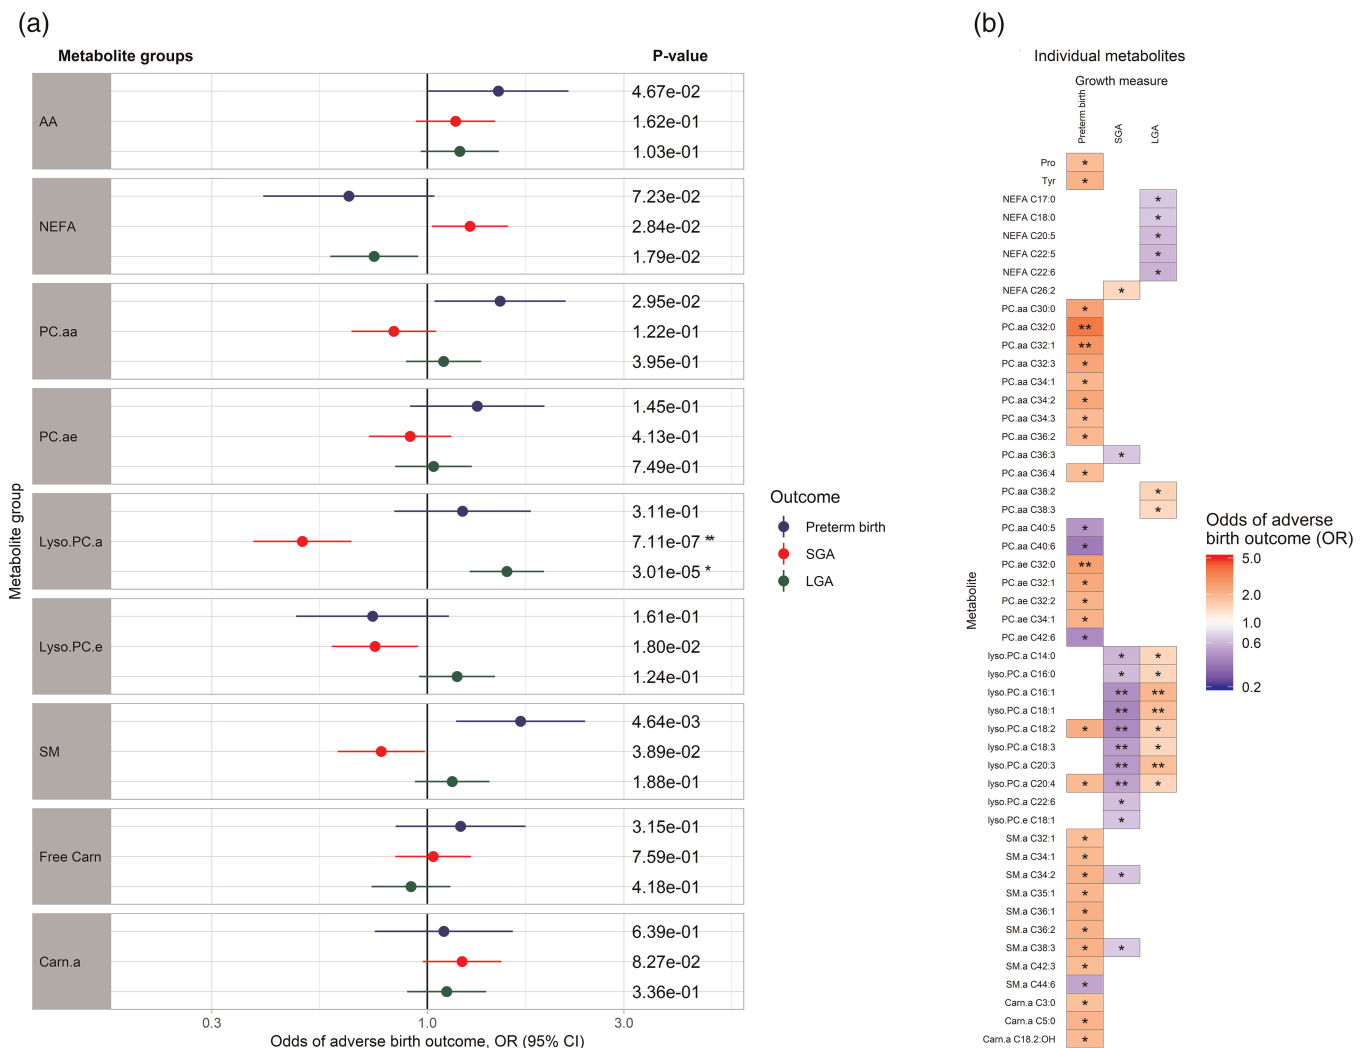 (a)
Metabolite groups
P-value
AA
4.67e-02
1.62e-01
1.03e-01
NEFA
7.23e-02
2.84e-02
1.79e-02
PC.aa
2.95e-02
1.22e-01
3.95e-01
PC.ae
1.45e-01
4.13e-01
7.49e-01
Lyso.PC.a
3.11e-01
7.11e-07 **
3.01e-05 *
Lyso.PC.e
1.61e-01
1.80e-02
1.24e-01
SM
4.64e-03
3.89e-02
1.88e-01
Free Carn
3.15e-01
7.59e-01
4.18e-01
Carn.a
6.39e-01
8.27e-02
3.36e-01
Metabolite group
0.3
1.0
3.0
Odds of adverse birth outcome, OR (95% CI)
Outcome
Preterm birth
SGA
LGA
(b)
Individual metabolites
Growth measure
Preterm birth
SGA
LGA
Metabolite
Pro *
Tyr *
NEFA C17:0 *
NEFA C18:0 *
NEFA C20:5 *
NEFA C22:5 *
NEFA C22:6 *
NEFA C26:2 *
PC.aa C30:0 *
PC.aa C32:0 **
PC.aa C32:1 **
PC.aa C32:3 *
PC.aa C34:1 *
PC.aa C34:2 *
PC.aa C34:3 *
PC.aa C36:2 *
PC.aa C36:3 *
PC.aa C36:4 *
PC.aa C38:2 *
PC.aa C38:3 *
PC.aa C40:5 *
PC.aa C40:6 *
PC.ae C32:0 **
PC.ae C32:1 *
PC.ae C32:2 *
PC.ae C34:1 *
PC.ae C42:6 *
lyso.PC.a C14:0 * *
lyso.PC.a C16:0 * *
lyso.PC.a C16:1 ** **
lyso.PC.a C18:1 ** **
lyso.PC.a C18:2 * ** *
lyso.PC.a C18:3 ** *
lyso.PC.a C20:3 ** **
lyso.PC.a C20:4 * ** *
lyso.PC.a C22:6 *
lyso.PC.e C18:1 *
SM.a C32:1 *
SM.a C34:1 *
SM.a C34:2 * *
SM.a C35:1 *
SM.a C36:1 *
SM.a C36:2 *
SM.a C38:3 * *
SM.a C42:3 *
SM.a C44:6 *
Carn.a C3:0 *
Carn.a C5:0 *
Carn.a C18.2:OH *
Odds of adverse
birth outcome (OR)
5.0
2.0
1.0
0.6
0.2